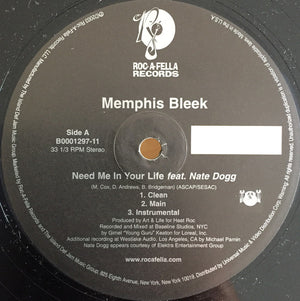 ROC-A-FELLA
RECORDS
Memphis Bleek
Side A
B0001297-11
33 1/3 RPM Stereo
Need Me In Your Life feat. Nate Dogg
(M. Cox, D. Andrews, B. Bridgeman) (ASCAP/SESAC)
1. Clean
2. Main
3. Instrumental
Produced by Art & Life for Heat Roc
Recorded and Mixed at Baseline Studios, NYC
by Gimel "Young Guru" Keaton for Loreal, Inc.
Additional recording at Westlake Audio, Los Angeles, CA by Michael Parnin
Nate Dogg appears courtesy of Elektra Entertainment Group
www.rocafella.com